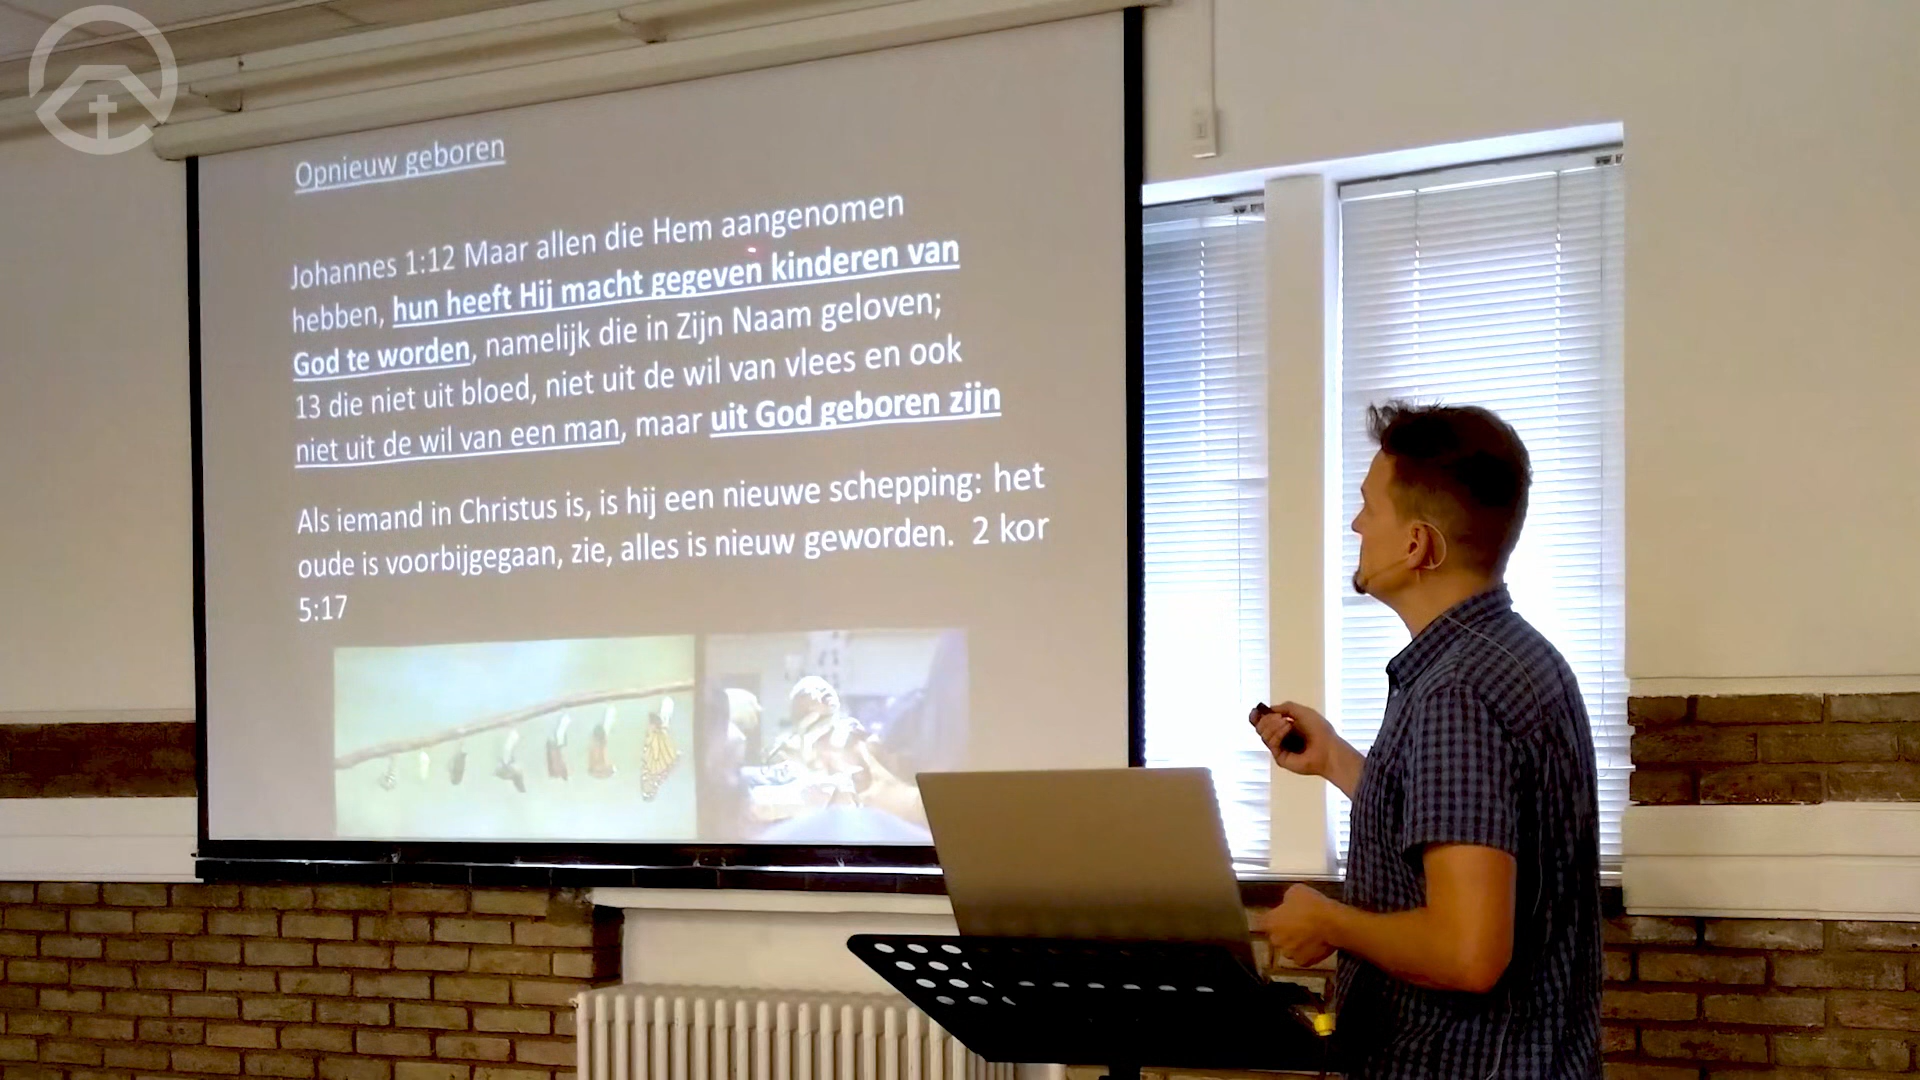 Opnieuw geboren
Johannes 1:12 Maar allen die Hem aangenomen
hebben, hun heeft Hij macht gegeven kinderen van
God te worden, namelijk die in Zijn Naam geloven;
13 die niet uit bloed, niet uit de wil van vlees en ook
niet uit de wil van een man, maar uit God geboren zijn
Als iemand in Christus is, is hij een nieuwe schepping: het
oude is voorbijgegaan, zie, alles is nieuw geworden.  2 kor
5:17